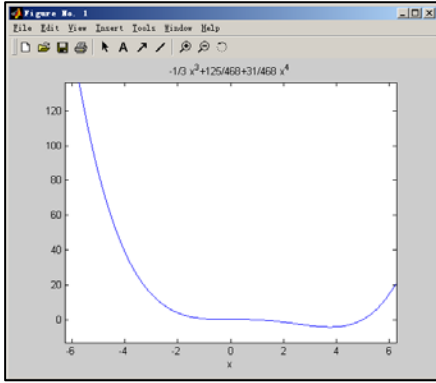 Figure No. 1
File Edit View Insert Tools Window Help
A
-1/3 x³+125/468+31/468 x⁴
120
100
80
60
40
20
0
-6 -4 -2 0 2 4 6
x